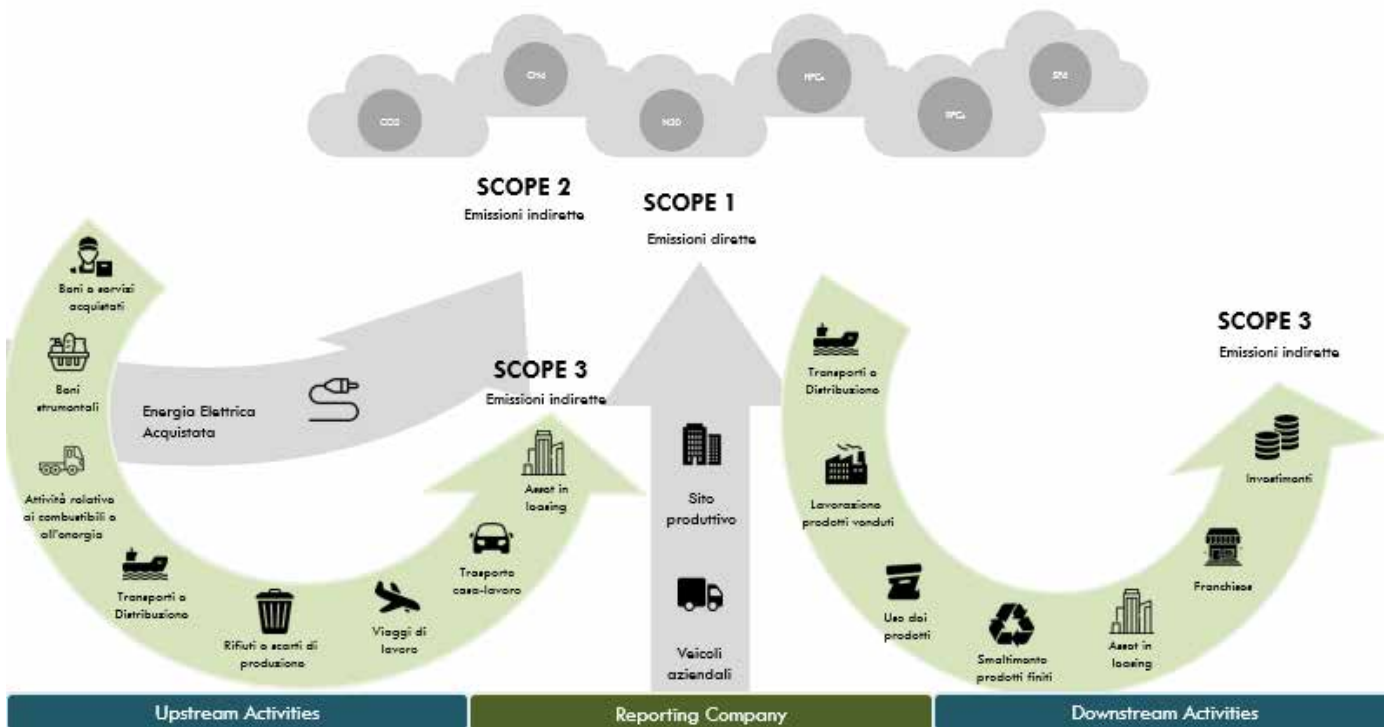 CH4
HFCs
SF6
CO2
N2O
PFCs
SCOPE 2
Emissioni indirette
SCOPE 1
Emissioni dirette
Beni e servizi
acquistati
Beni
strumentali
Attività relative
ai combustibili e
all'energia
Transporti e
Distribuzione
Rifiuti e scarti di
produzione
Viaggi di
lavoro
Trasporto
casa-lavoro
Asset in
leasing
SCOPE 3
Emissioni indirette
Energia Elettrica
Acquistata
Sito
produttivo
Veicoli
aziendali
Transporti e
Distribuzione
Lavorazione
prodotti venduti
Uso dei
prodotti
Smaltimento
prodotti finiti
Asset in
leasing
Franchises
Investimenti
SCOPE 3
Emissioni indirette
Upstream Activities
Reporting Company
Downstream Activities